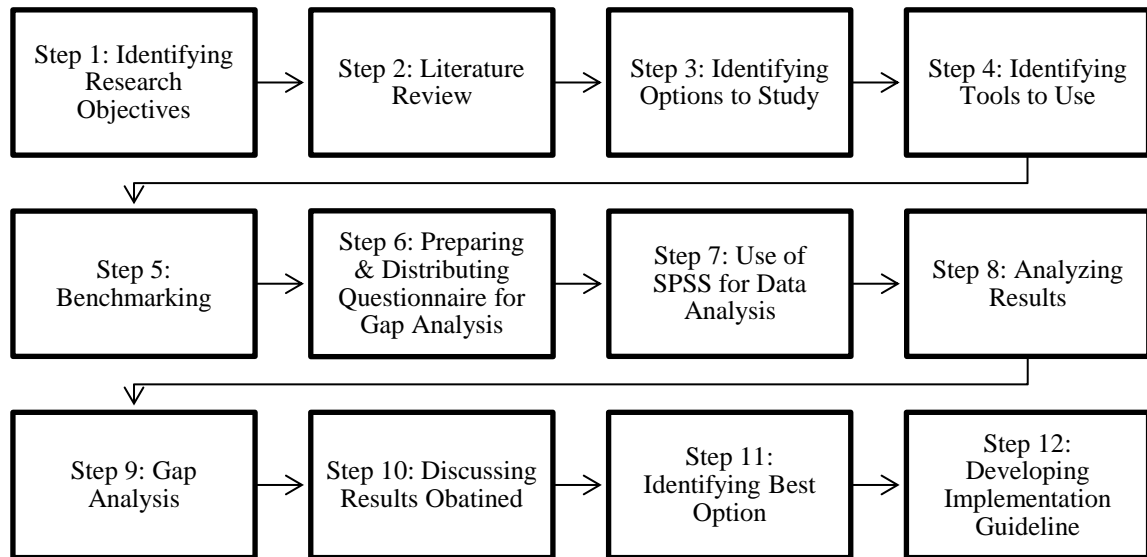 Step 1: Identifying
Research
Objectives
Step 2: Literature
Review
Step 3: Identifying
Options to Study
Step 4: Identifying
Tools to Use
Step 5:
Benchmarking
Step 6: Preparing
& Distributing
Questionnaire for
Gap Analysis
Step 7: Use of
SPSS for Data
Analysis
Step 8: Analyzing
Results
Step 9: Gap
Analysis
Step 10: Discussing
Results Obatined
Step 11:
Identifying Best
Option
Step 12:
Developing
Implementation
Guideline